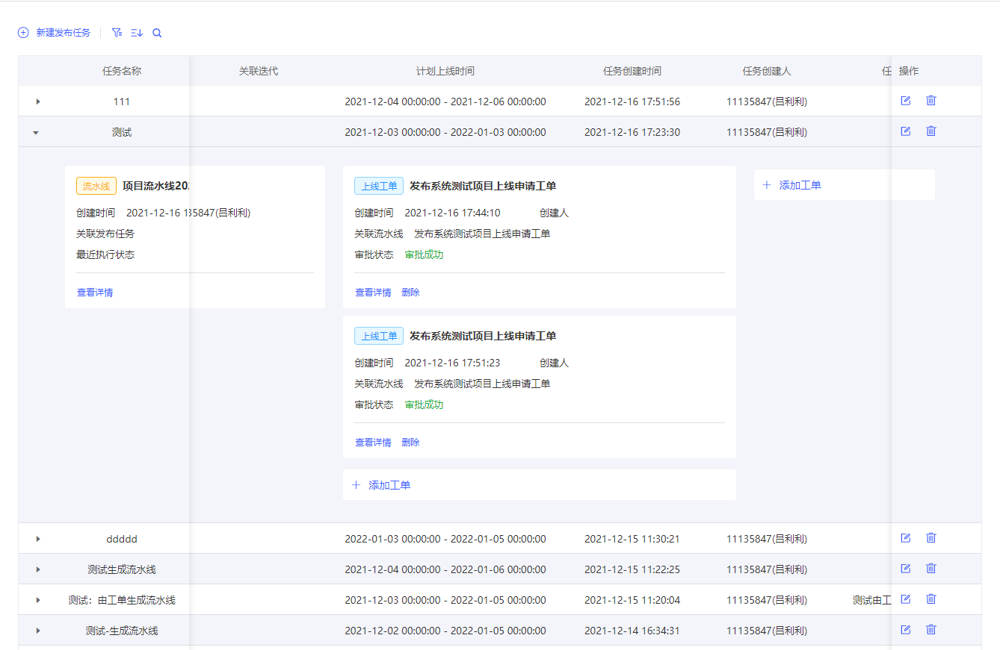 新建发布任务
任务名称 关联迭代 计划上线时间 任务创建时间 任务创建人 任 操作
111 2021-12-04 00:00:00 - 2021-12-06 00:00:00 2021-12-16 17:51:56 11135847(吕利利)
测试 2021-12-03 00:00:00 - 2022-01-03 00:00:00 2021-12-16 17:23:30 11135847(吕利利)
流水线 项目流水线20
创建时间 2021-12-16 1 35847(吕利利)
关联发布任务
最近执行状态
查看详情
上线工单 发布系统测试项目上线申请工单
创建时间 2021-12-16 17:44:10 创建人
关联流水线 发布系统测试项目上线申请工单
审批状态 审批成功
查看详情 删除
上线工单 发布系统测试项目上线申请工单
创建时间 2021-12-16 17:51:23 创建人
关联流水线 发布系统测试项目上线申请工单
审批状态 审批成功
查看详情 删除
添加工单
添加工单
ddddd 2022-01-03 00:00:00 - 2022-01-05 00:00:00 2021-12-15 11:30:21 11135847(吕利利)
测试生成流水线 2021-12-04 00:00:00 - 2022-01-06 00:00:00 2021-12-15 11:22:25 11135847(吕利利)
测试：由工单生成流水线 2021-12-03 00:00:00 - 2022-01-05 00:00:00 2021-12-15 11:20:04 11135847(吕利利) 测试由工
测试-生成流水线 2021-12-02 00:00:00 - 2022-01-05 00:00:00 2021-12-14 16:34:31 11135847(吕利利)